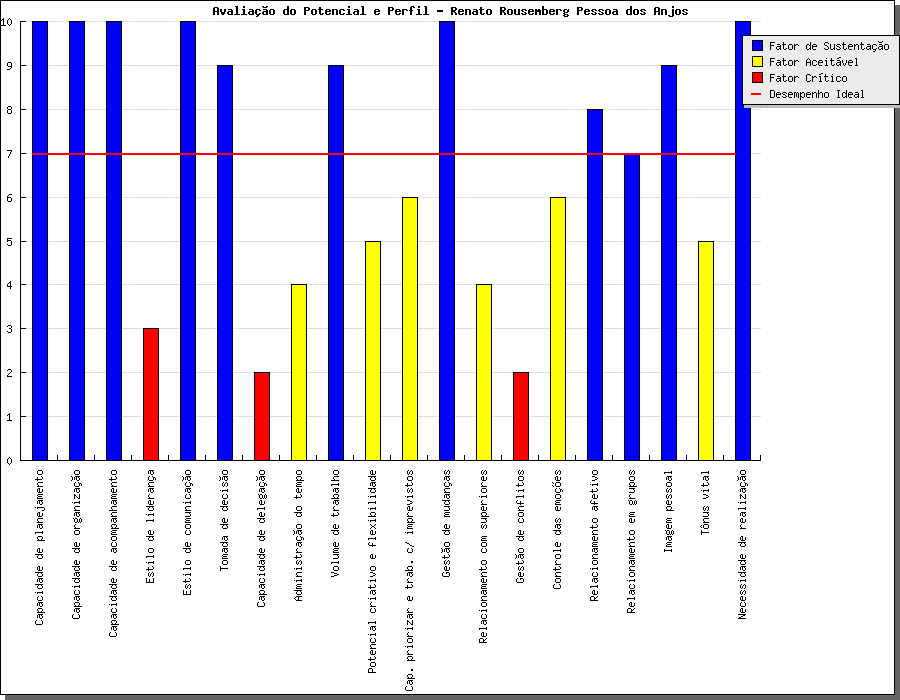 Avaliação do Potencial e Perfil - Renato Rousemberg Pessoa dos Anjos
Fator de Sustentação
Fator Aceitável
Fator Crítico
Desempenho Ideal
10
9
8
7
6
5
4
3
2
1
0
Capacidade de planejamento
Capacidade de organização
Capacidade de acompanhamento
Estilo de liderança
Estilo de comunicação
Tomada de decisão
Capacidade de delegação
Administração do tempo
Volume de trabalho
Potencial criativo e flexibilidade
Cap. priorizar e trab. c/ imprevistos
Gestão de mudanças
Relacionamento com superiores
Gestão de conflitos
Controle das emoções
Relacionamento afetivo
Relacionamento em grupos
Imagem pessoal
Tônus vital
Necessidade de realização